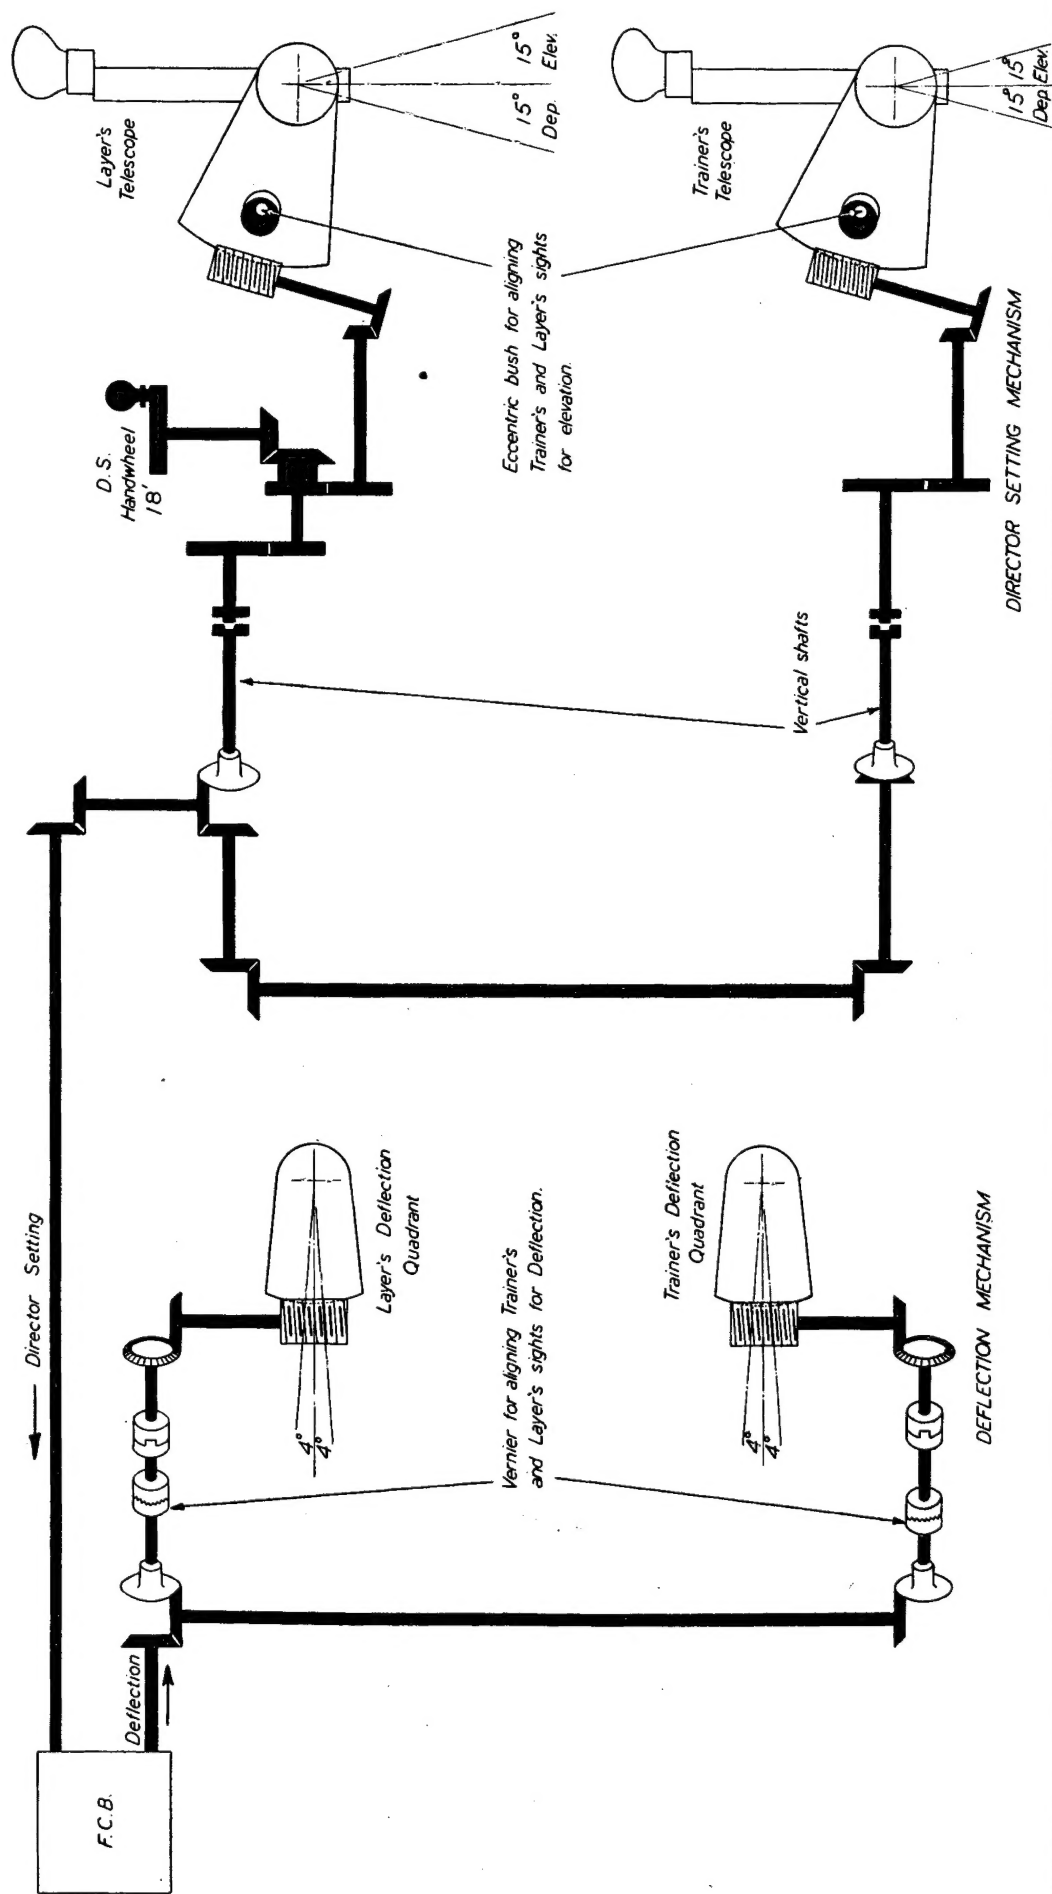 F.C.B.
Director Setting
Deflection
Layer's Deflection
Quadrant
4°
4°
Vernier for aligning Trainer's
and Layer's sights for Deflection.
Trainer's Deflection
Quadrant
4°
4°
DEFLECTION MECHANISM
D.S.
Handwheel
18'
Layer's
Telescope
15°
Dep.
15°
Elev.
Eccentric bush for aligning
Trainer's and Layer's sights
for elevation.
Vertical shafts
Trainer's
Telescope
15° 15°
Dep. Elev.
DIRECTOR SETTING MECHANISM